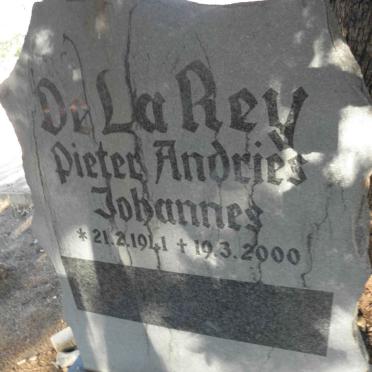 De La Rey
Pieter Andries
Johannes
* 21.2.1941 † 19.3.2000